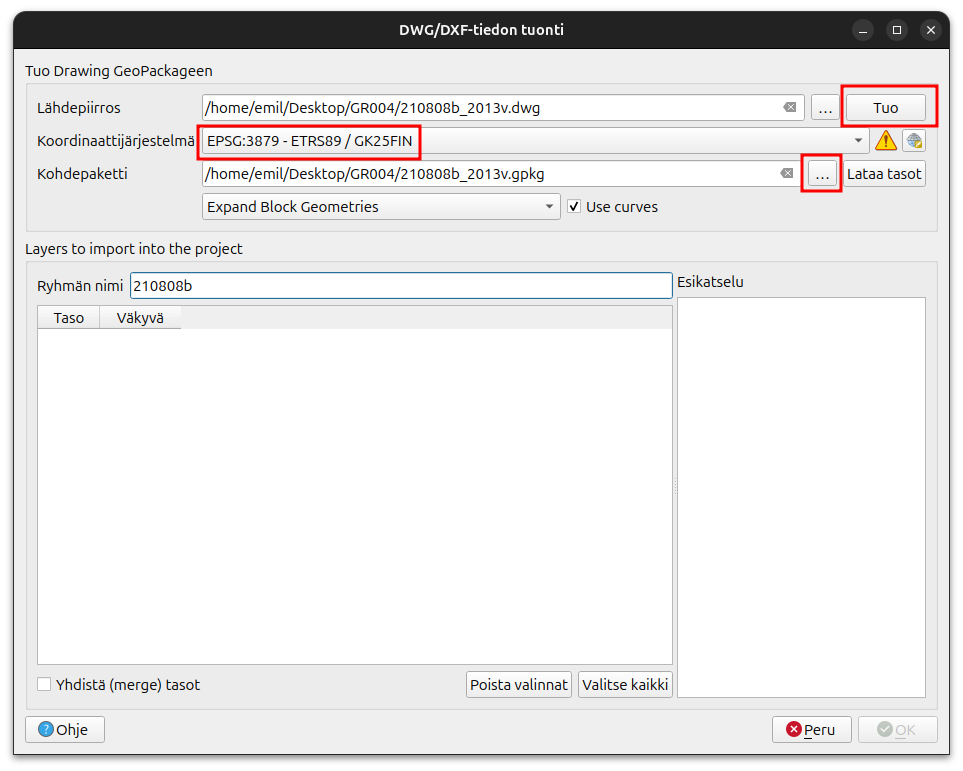 DWG/DXF-tiedon tuonti
Tuo Drawing GeoPackageen
Lähdepiirros /home/emil/Desktop/GR004/210808b_2013v.dwg ... Tuo
Koordinaattijärjestelmä EPSG:3879 - ETRS89 / GK25FIN
Kohdepaketti /home/emil/Desktop/GR004/210808b_2013v.gpkg ... Lataa tasot
Expand Block Geometries Use curves
Layers to import into the project
Ryhmän nimi 210808b Esikatselu
Taso Väkyvä
Yhdistä (merge) tasot Poista valinnat Valitse kaikki
Ohje Peru OK